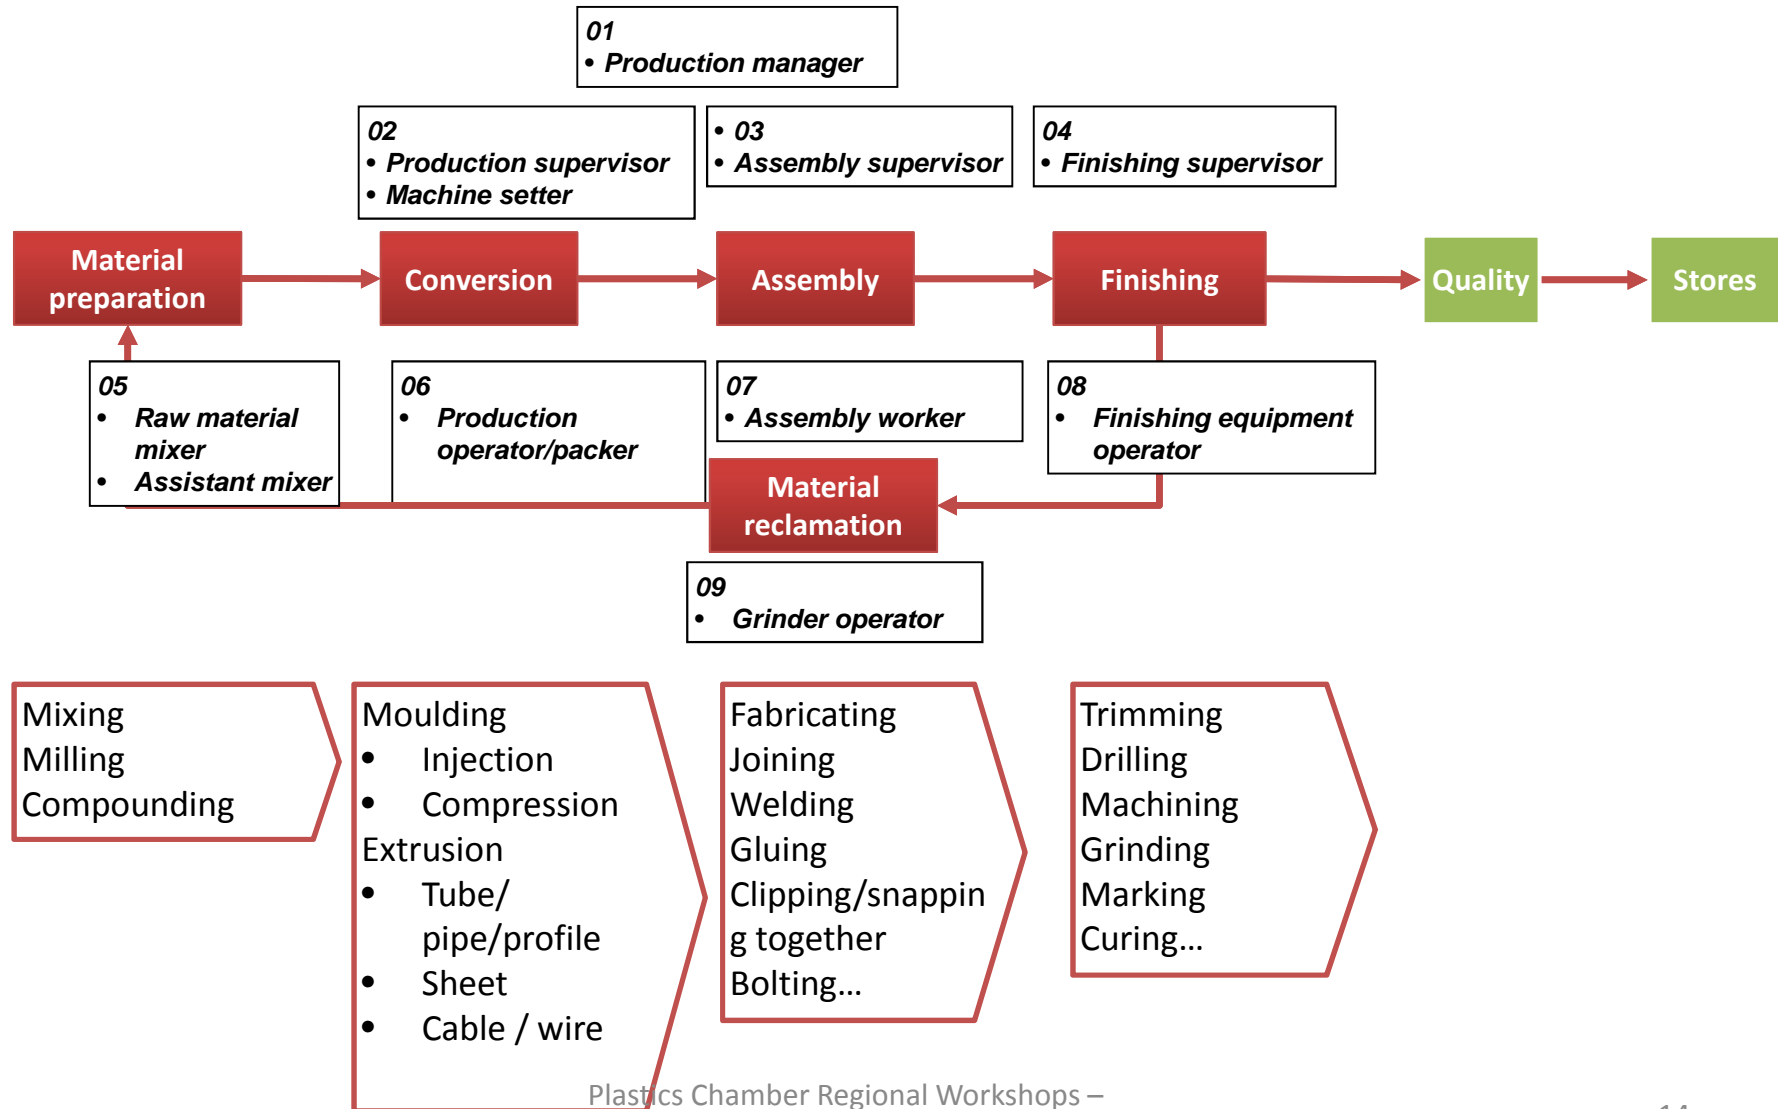 01
• Production manager
02
• Production supervisor
• Machine setter
• 03
• Assembly supervisor
04
• Finishing supervisor
Material
preparation
Conversion
Assembly
Finishing
Quality
Stores
05
• Raw material
mixer
• Assistant mixer
06
• Production
operator/packer
07
• Assembly worker
08
• Finishing equipment
operator
Material
reclamation
09
• Grinder operator
Mixing
Milling
Compounding
Moulding
• Injection
• Compression
Extrusion
• Tube/
pipe/profile
• Sheet
• Cable / wire
Fabricating
Joining
Welding
Gluing
Clipping/snappin
g together
Bolting…
Trimming
Drilling
Machining
Grinding
Marking
Curing…
Plastics Chamber Regional Workshops –
14